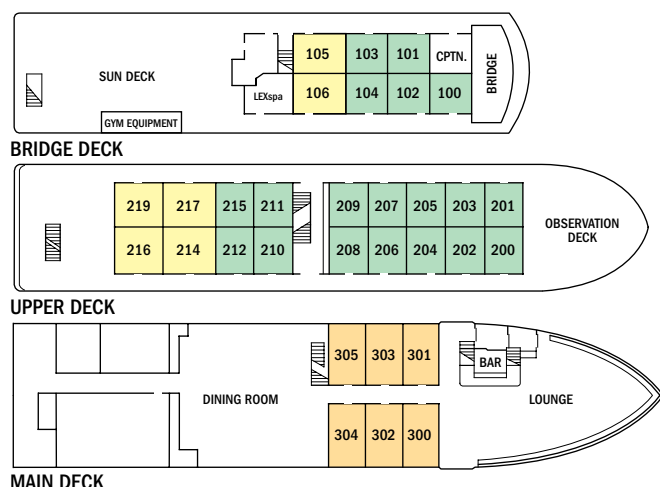 105 103 101 CPTN.
SUN DECK
BRIDGE
LEXspa 106 104 102 100
GYM EQUIPMENT
BRIDGE DECK
219 217 215 211 209 207 205 203 201
OBSERVATION
DECK
216 214 212 210 208 206 204 202 200
UPPER DECK
305 303 301
BAR
DINING ROOM
LOUNGE
304 302 300
MAIN DECK